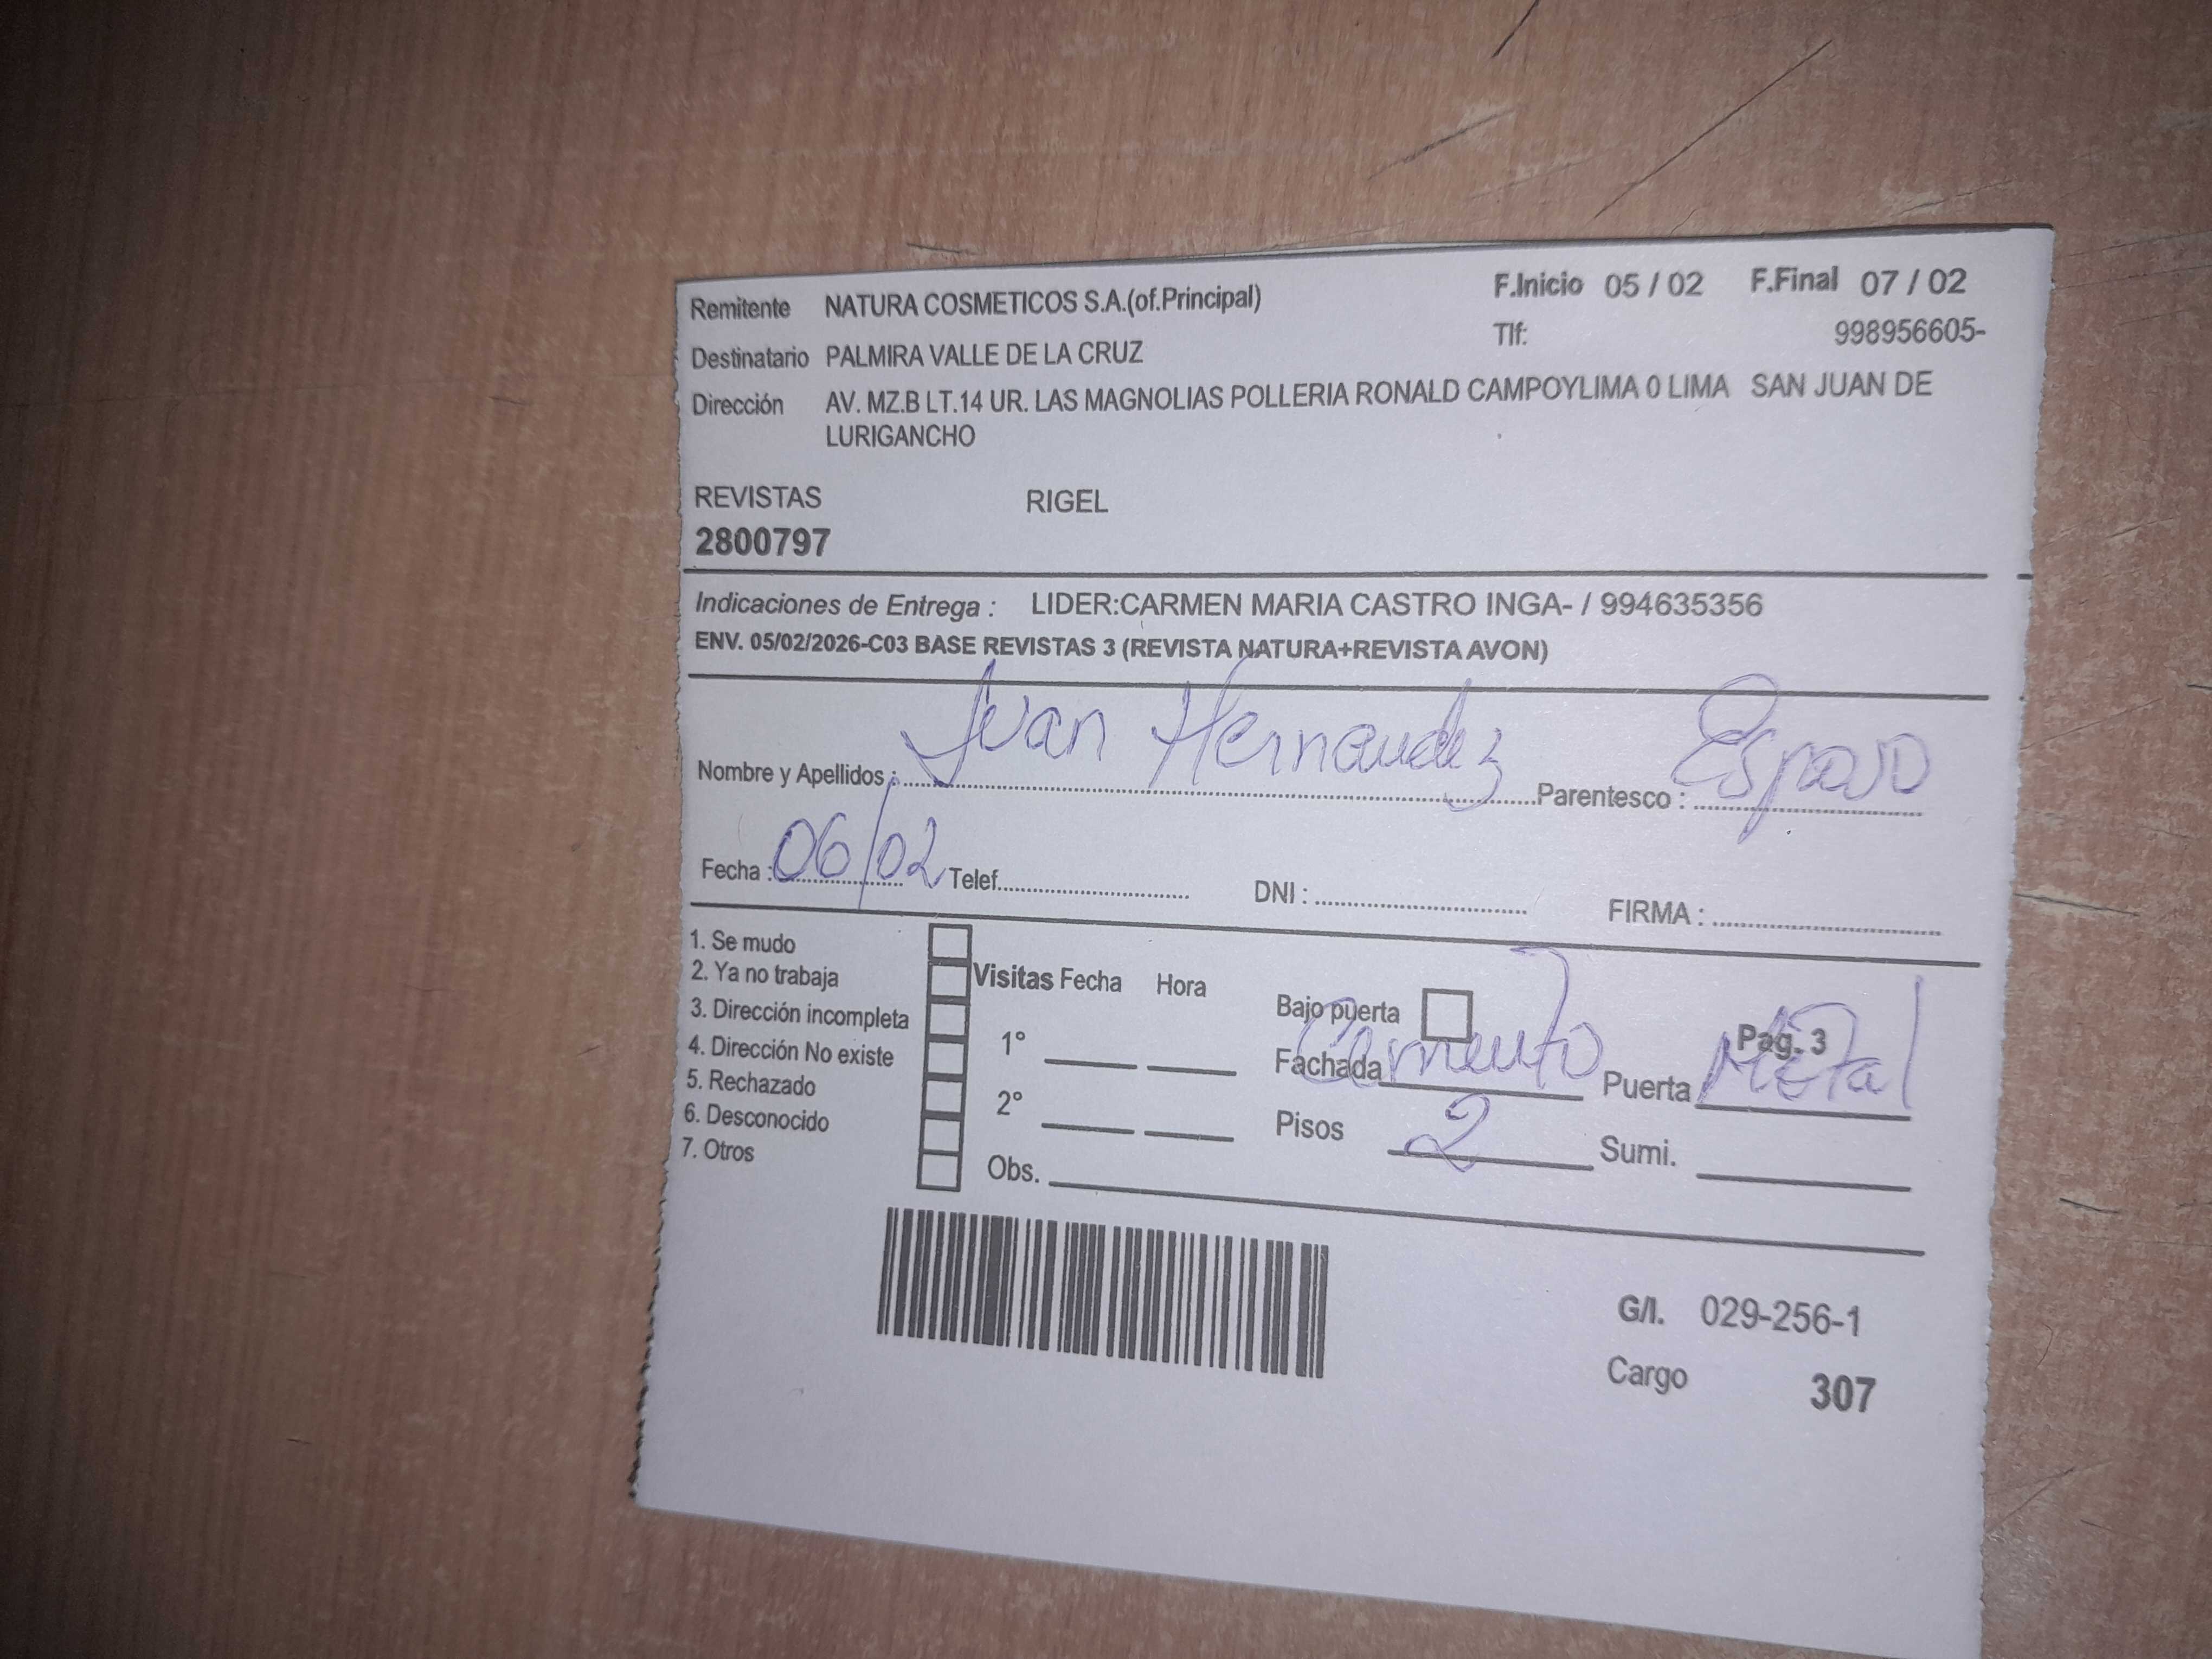 Remitente NATURA COSMETICOS S.A.(of.Principal) F.Inicio 05 / 02 F.Final 07 / 02
Tlf: 998956605-
Destinatario PALMIRA VALLE DE LA CRUZ
Dirección AV. MZ.B LT.14 UR. LAS MAGNOLIAS POLLERIA RONALD CAMPOYLIMA 0 LIMA SAN JUAN DE
LURIGANCHO
REVISTAS RIGEL
2800797
Indicaciones de Entrega : LIDER:CARMEN MARIA CASTRO INGA- / 994635356
ENV. 05/02/2026-C03 BASE REVISTAS 3 (REVISTA NATURA+REVISTA AVON)
Nombre y Apellidos : Juan Hernandez Parentesco : Esposo
Fecha : 06/02 Telef. DNI : FIRMA :
1. Se mudo
2. Ya no trabaja
3. Dirección incompleta
4. Dirección No existe
5. Rechazado
6. Desconocido
7. Otros
Visitas Fecha Hora
1°
2°
Obs.
Bajo puerta Pag. 3
Fachada Cemento Puerta Metal
Pisos 2 Sumi.
G/I. 029-256-1
Cargo 307